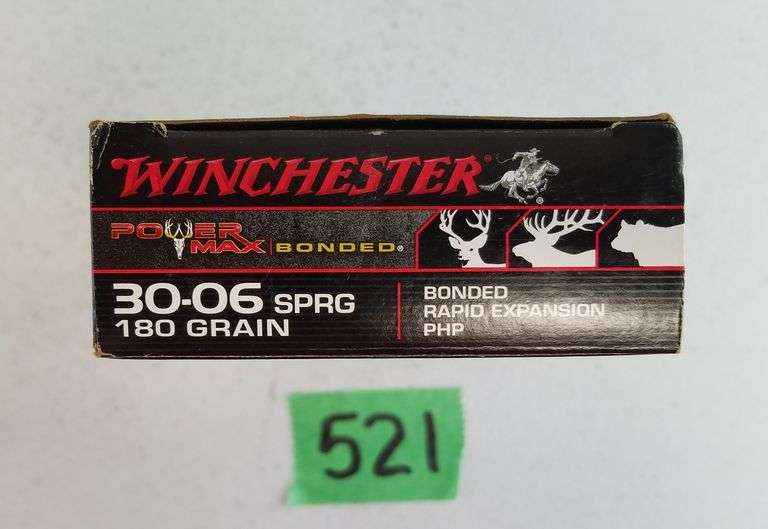 WINCHESTER®
POWER MAX | BONDED®
30-06 SPRG
180 GRAIN
BONDED
RAPID EXPANSION
PHP
521